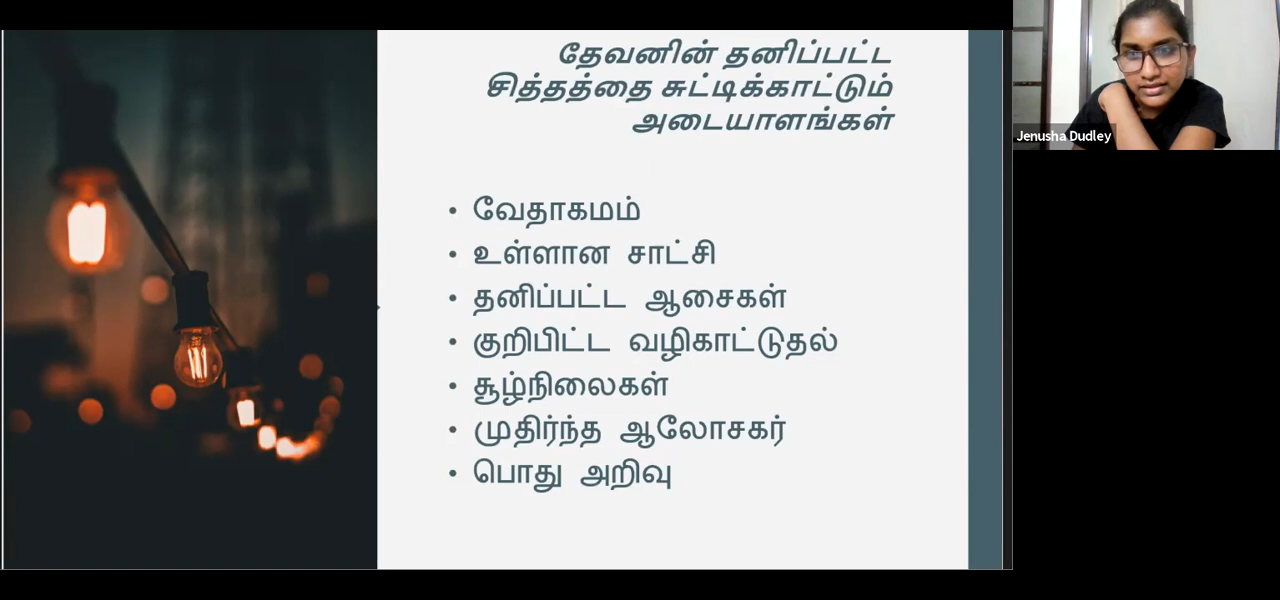 தேவனின் தனிப்பட்ட
சித்தத்தை சுட்டிக்காட்டும்
அடையாளங்கள்
• வேதாகமம்
• உள்ளான சாட்சி
• தனிப்பட்ட ஆசைகள்
• குறிபிட்ட வழிகாட்டுதல்
• சூழ்நிலைகள்
• முதிர்ந்த ஆலோசகர்
• பொது அறிவு
Jenusha Dudley